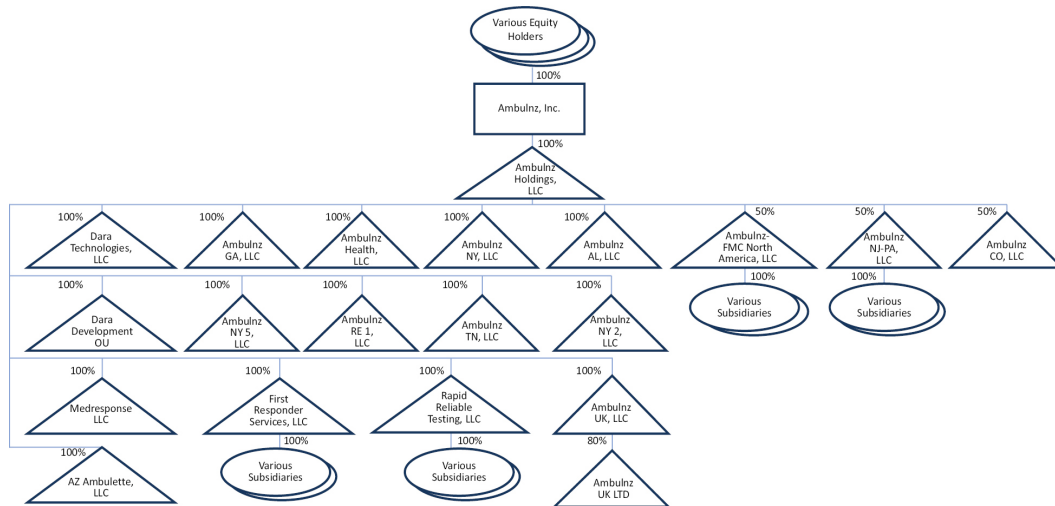 Various Equity
Holders
100%
Ambulnz, Inc.
100%
Ambulnz
Holdings,
LLC
100%
Dara
Technologies,
LLC
100%
Ambulnz
GA, LLC
100%
Ambulnz
Health,
LLC
100%
Ambulnz
NY, LLC
100%
Ambulnz
AL, LLC
50%
Ambulnz-
FMC North
America, LLC
50%
Ambulnz
NJ-PA,
LLC
50%
Ambulnz
CO, LLC
100%
Various
Subsidiaries
100%
Various
Subsidiaries
100%
Dara
Development
OU
100%
Ambulnz
NY 5,
LLC
100%
Ambulnz
RE 1,
LLC
100%
Ambulnz
TN, LLC
100%
Ambulnz
NY 2,
LLC
100%
Medresponse
LLC
100%
First
Responder
Services, LLC
100%
Rapid
Reliable
Testing, LLC
100%
Ambulnz
UK, LLC
100%
AZ Ambulette,
LLC
100%
Various
Subsidiaries
100%
Various
Subsidiaries
80%
Ambulnz
UK LTD